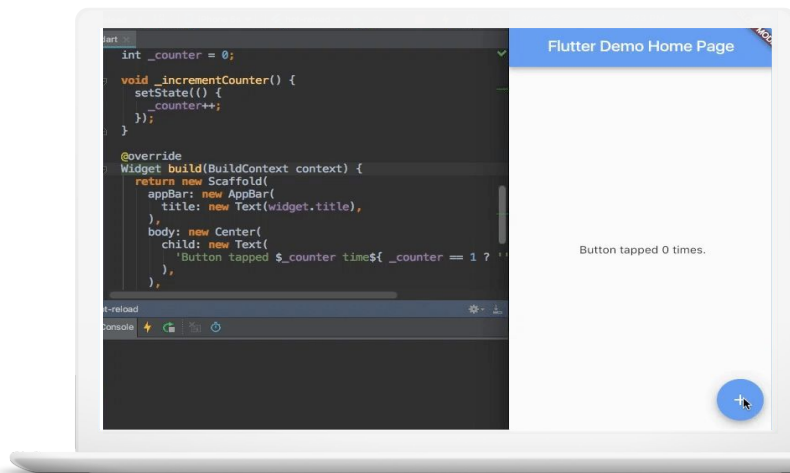 dart
int _counter = 0;
void _incrementCounter() {
setState(() {
_counter++;
});
}
@override
Widget build(BuildContext context) {
return new Scaffold(
appBar: new AppBar(
title: new Text(widget.title),
),
body: new Center(
child: new Text(
'Button tapped $_counter time${ _counter == 1 ? '
),
),
t-reload
Console
Flutter Demo Home Page
Button tapped 0 times.
+